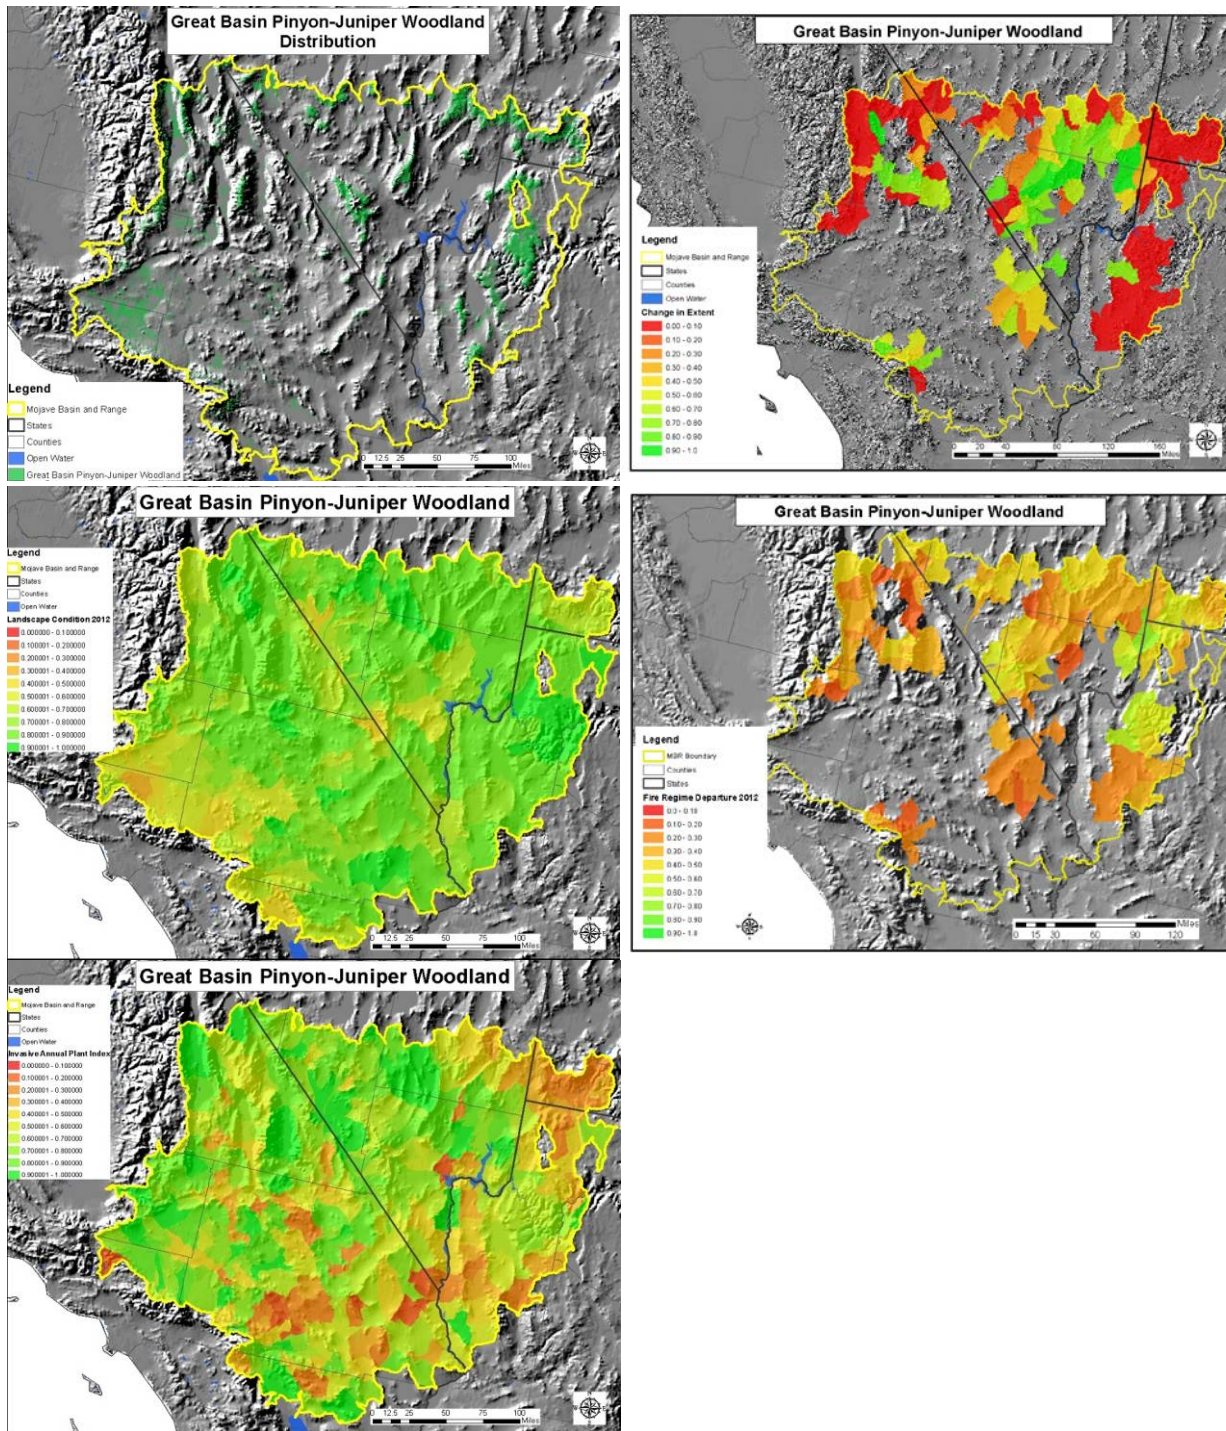 Great Basin Pinyon-Juniper Woodland
Distribution
Legend
Mojave Basin and Range
States
Counties
Open Water
Great Basin Pinyon-Juniper Woodland
0 12.5 25 50 75 100
Miles
Great Basin Pinyon-Juniper Woodland
Legend
Mojave Basin and Range
States
Counties
Open Water
Change in Extent
0.00 - 0.10
0.10 - 0.20
0.20 - 0.30
0.30 - 0.40
0.40 - 0.50
0.50 - 0.60
0.60 - 0.70
0.70 - 0.80
0.80 - 0.90
0.90 - 1.0
0 20 40 80 120 160
Miles
Great Basin Pinyon-Juniper Woodland
Legend
Mojave Basin and Range
States
Counties
Open Water
Landscape Condition 2012
0.000000 - 0.100000
0.100001 - 0.200000
0.200001 - 0.300000
0.300001 - 0.400000
0.400001 - 0.500000
0.500001 - 0.600000
0.600001 - 0.700000
0.700001 - 0.800000
0.800001 - 0.900000
0.900001 - 1.000000
0 12.5 25 50 75 100
Miles
Great Basin Pinyon-Juniper Woodland
Legend
MBR Boundary
Counties
States
Fire Regime Departure 2012
0.0 - 0.10
0.10 - 0.20
0.20 - 0.30
0.30 - 0.40
0.40 - 0.50
0.50 - 0.60
0.60 - 0.70
0.70 - 0.80
0.80 - 0.90
0.90 - 1.0
Miles
0 15 30 60 90 120
Great Basin Pinyon-Juniper Woodland
Legend
Mojave Basin and Range
States
Counties
Open Water
Invasive Annual Plant Index
0.000000 - 0.100000
0.100001 - 0.200000
0.200001 - 0.300000
0.300001 - 0.400000
0.400001 - 0.500000
0.500001 - 0.600000
0.600001 - 0.700000
0.700001 - 0.800000
0.800001 - 0.900000
0.900001 - 1.000000
0 12.5 25 50 75 100
Miles